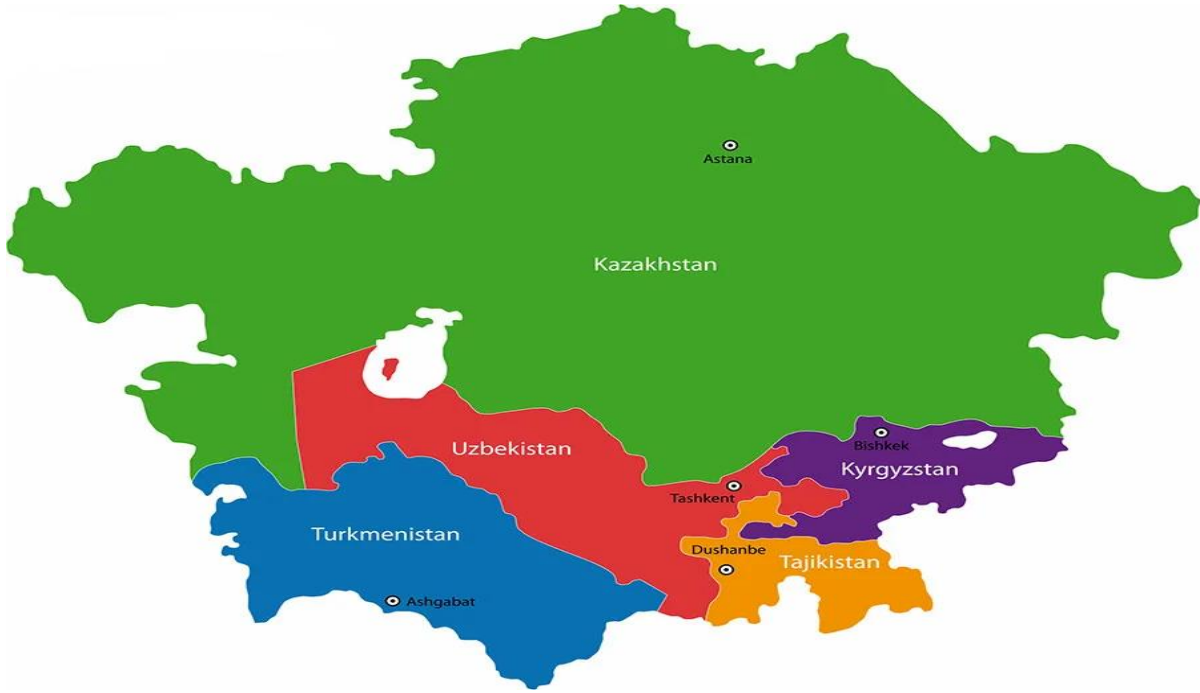 Astana
Kazakhstan
Bishkek
Uzbekistan
Kyrgyzstan
Tashkent
Turkmenistan
Dushanbe
Tajikistan
Ashgabat